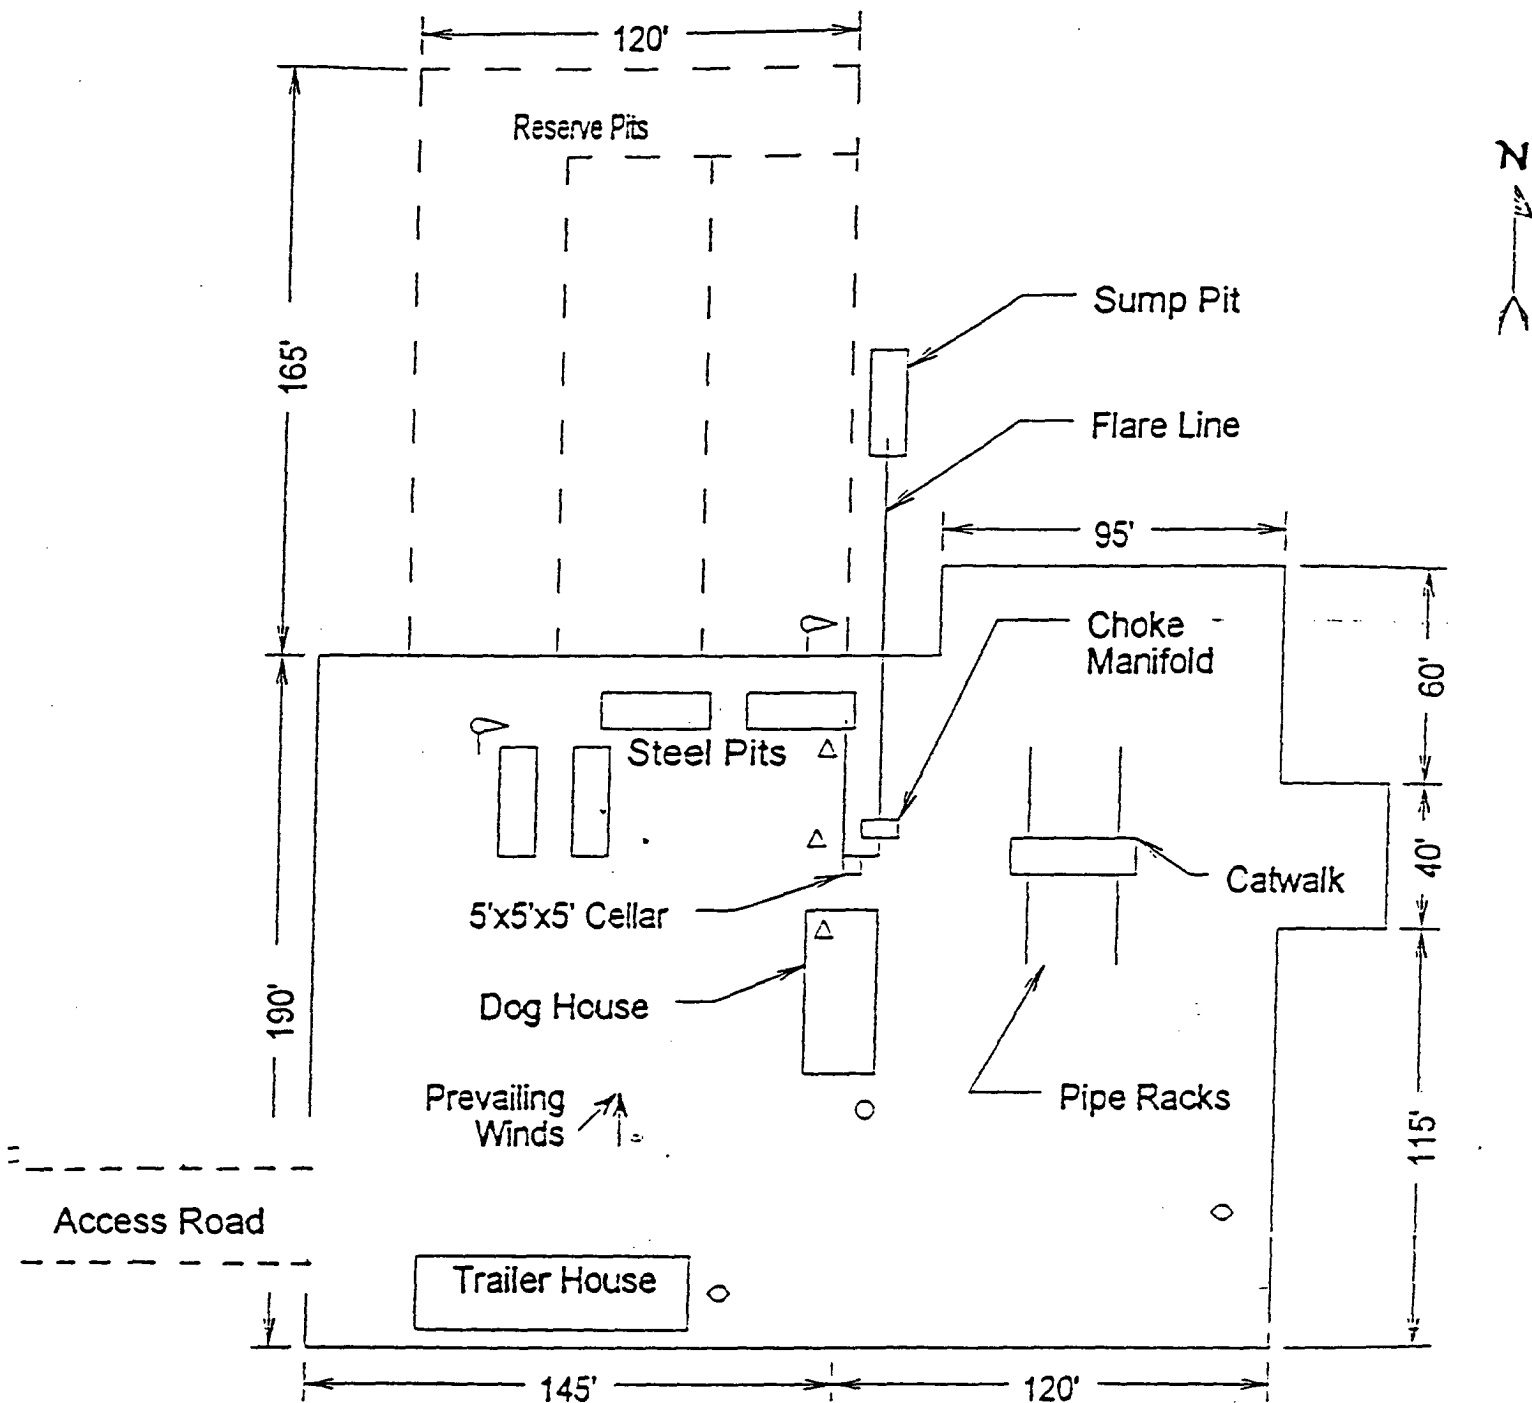 120'
Reserve Pits
N
Sump Pit
165'
Flare Line
95'
Choke
Manifold
60'
Steel Pits
40'
Catwalk
5'x5'x5' Cellar
190'
Dog House
Prevailing
Winds
Pipe Racks
115'
Access Road
Trailer House
145'
120'